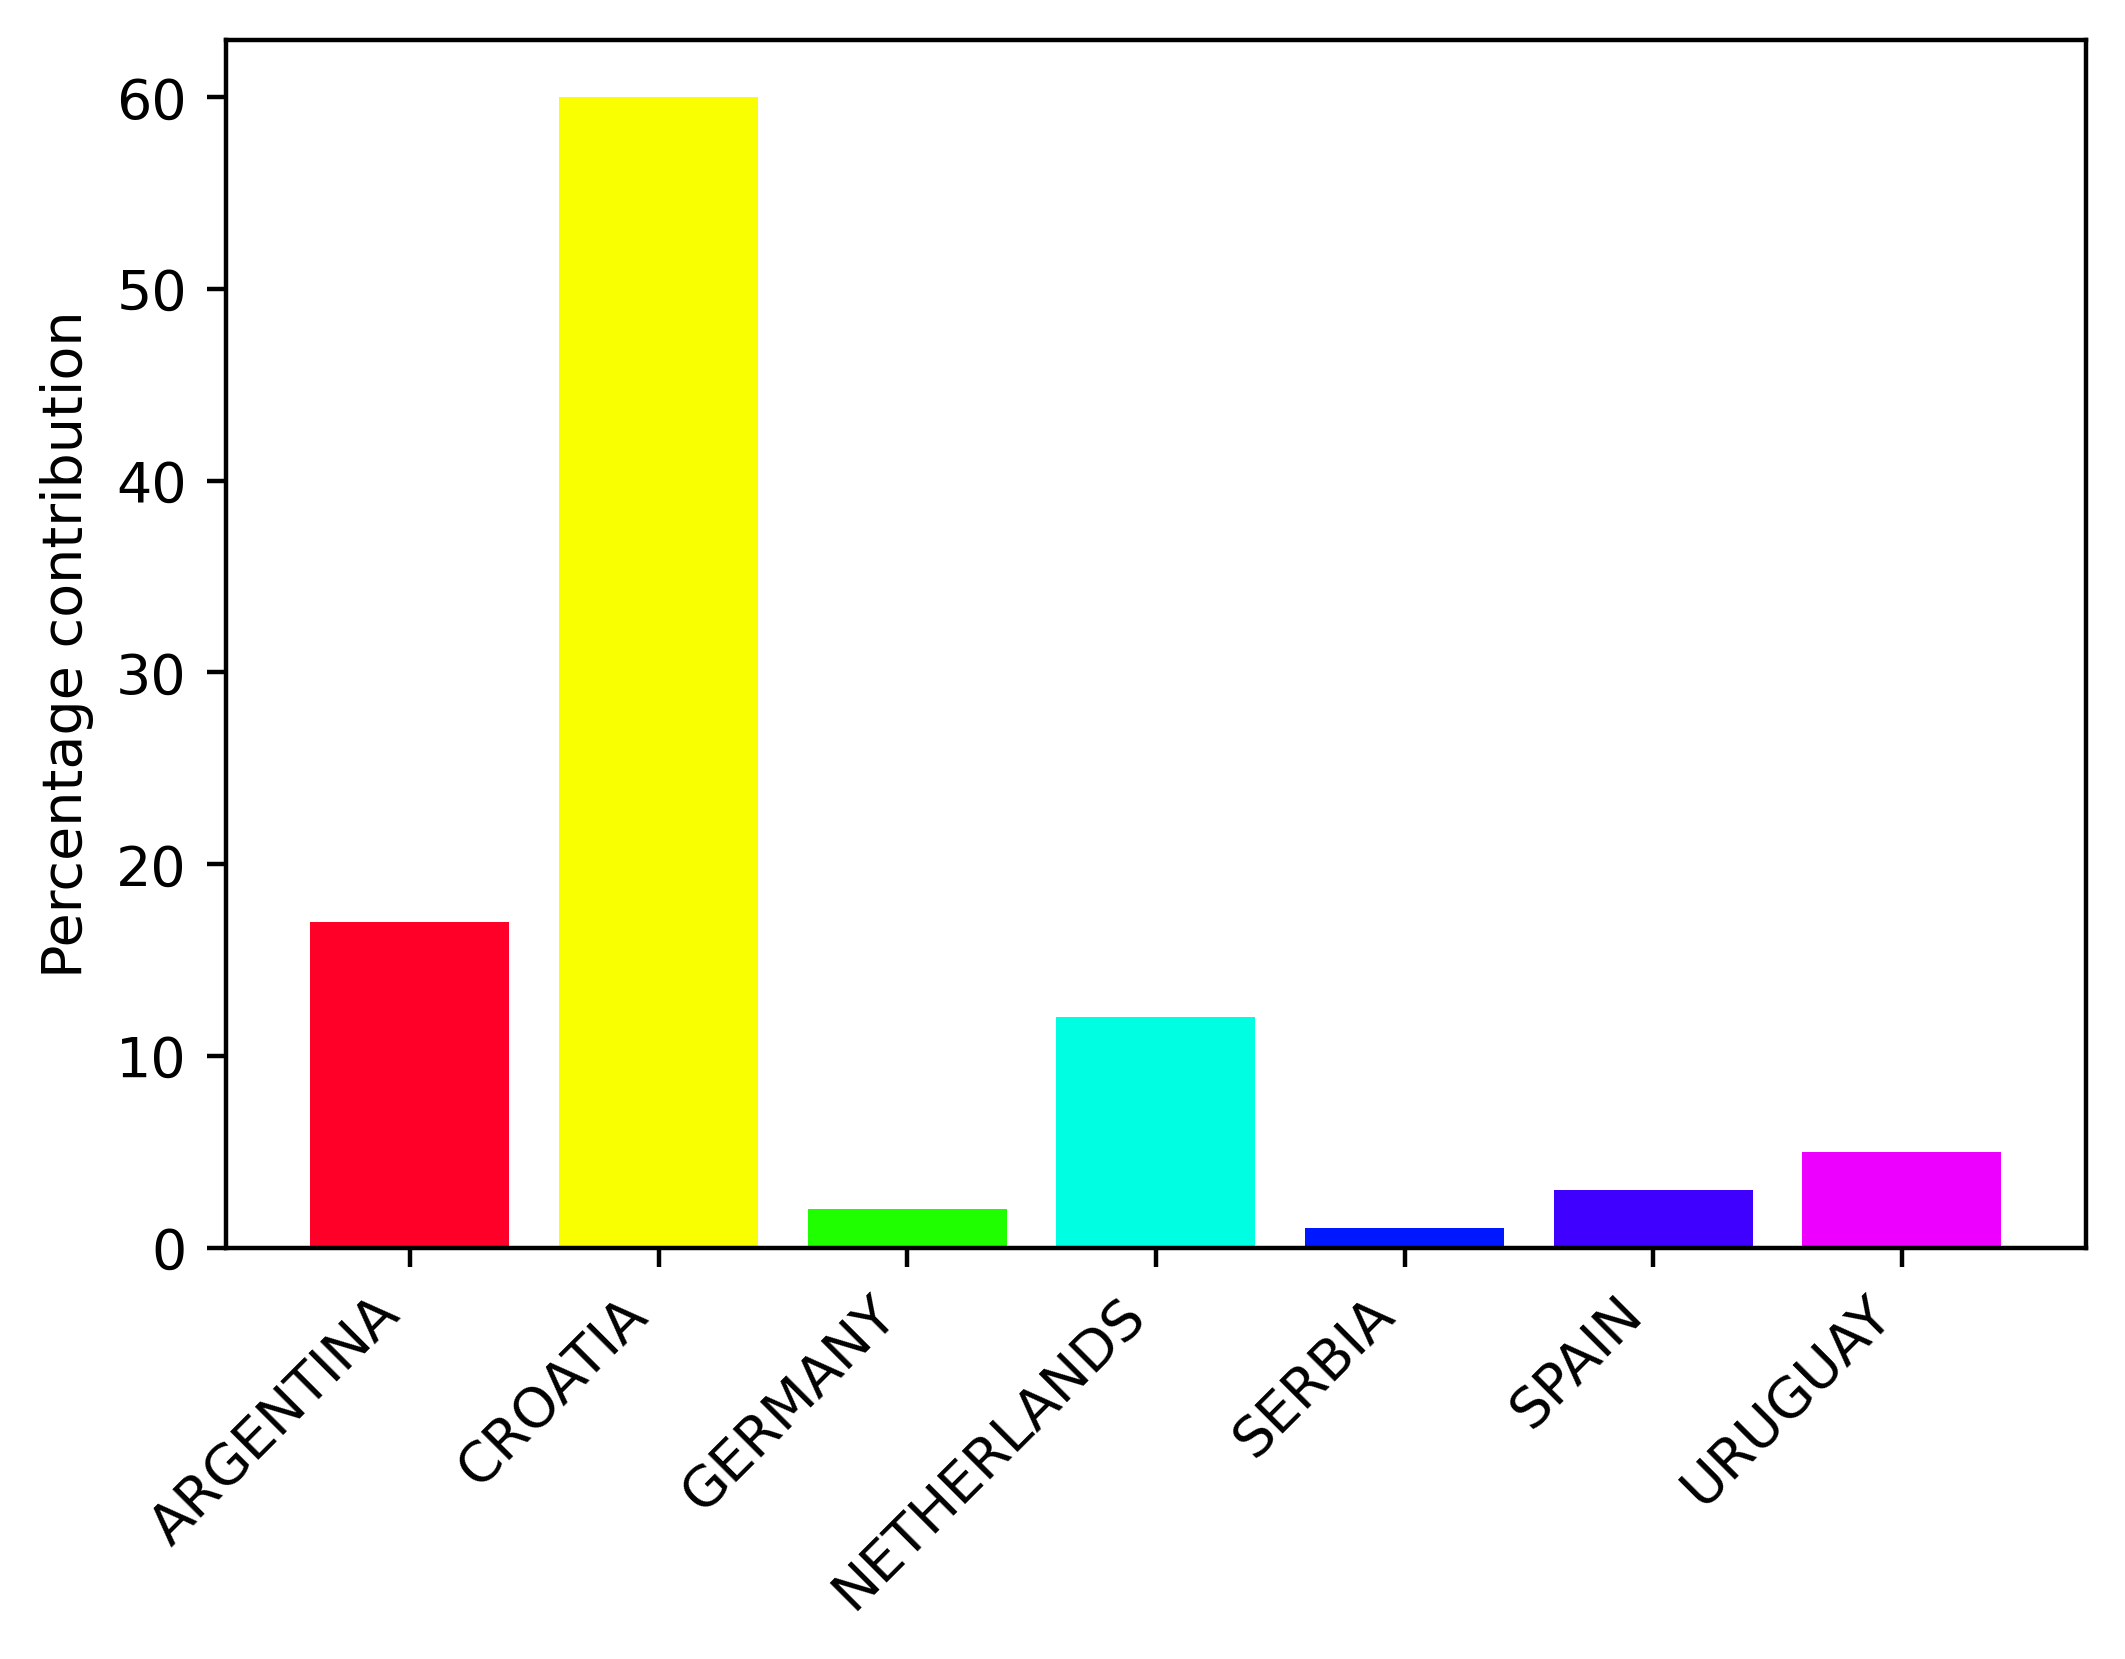 Percentage contribution
60
50
40
30
20
10
0
ARGENTINA
CROATIA
GERMANY
NETHERLANDS
SERBIA
SPAIN
URUGUAY